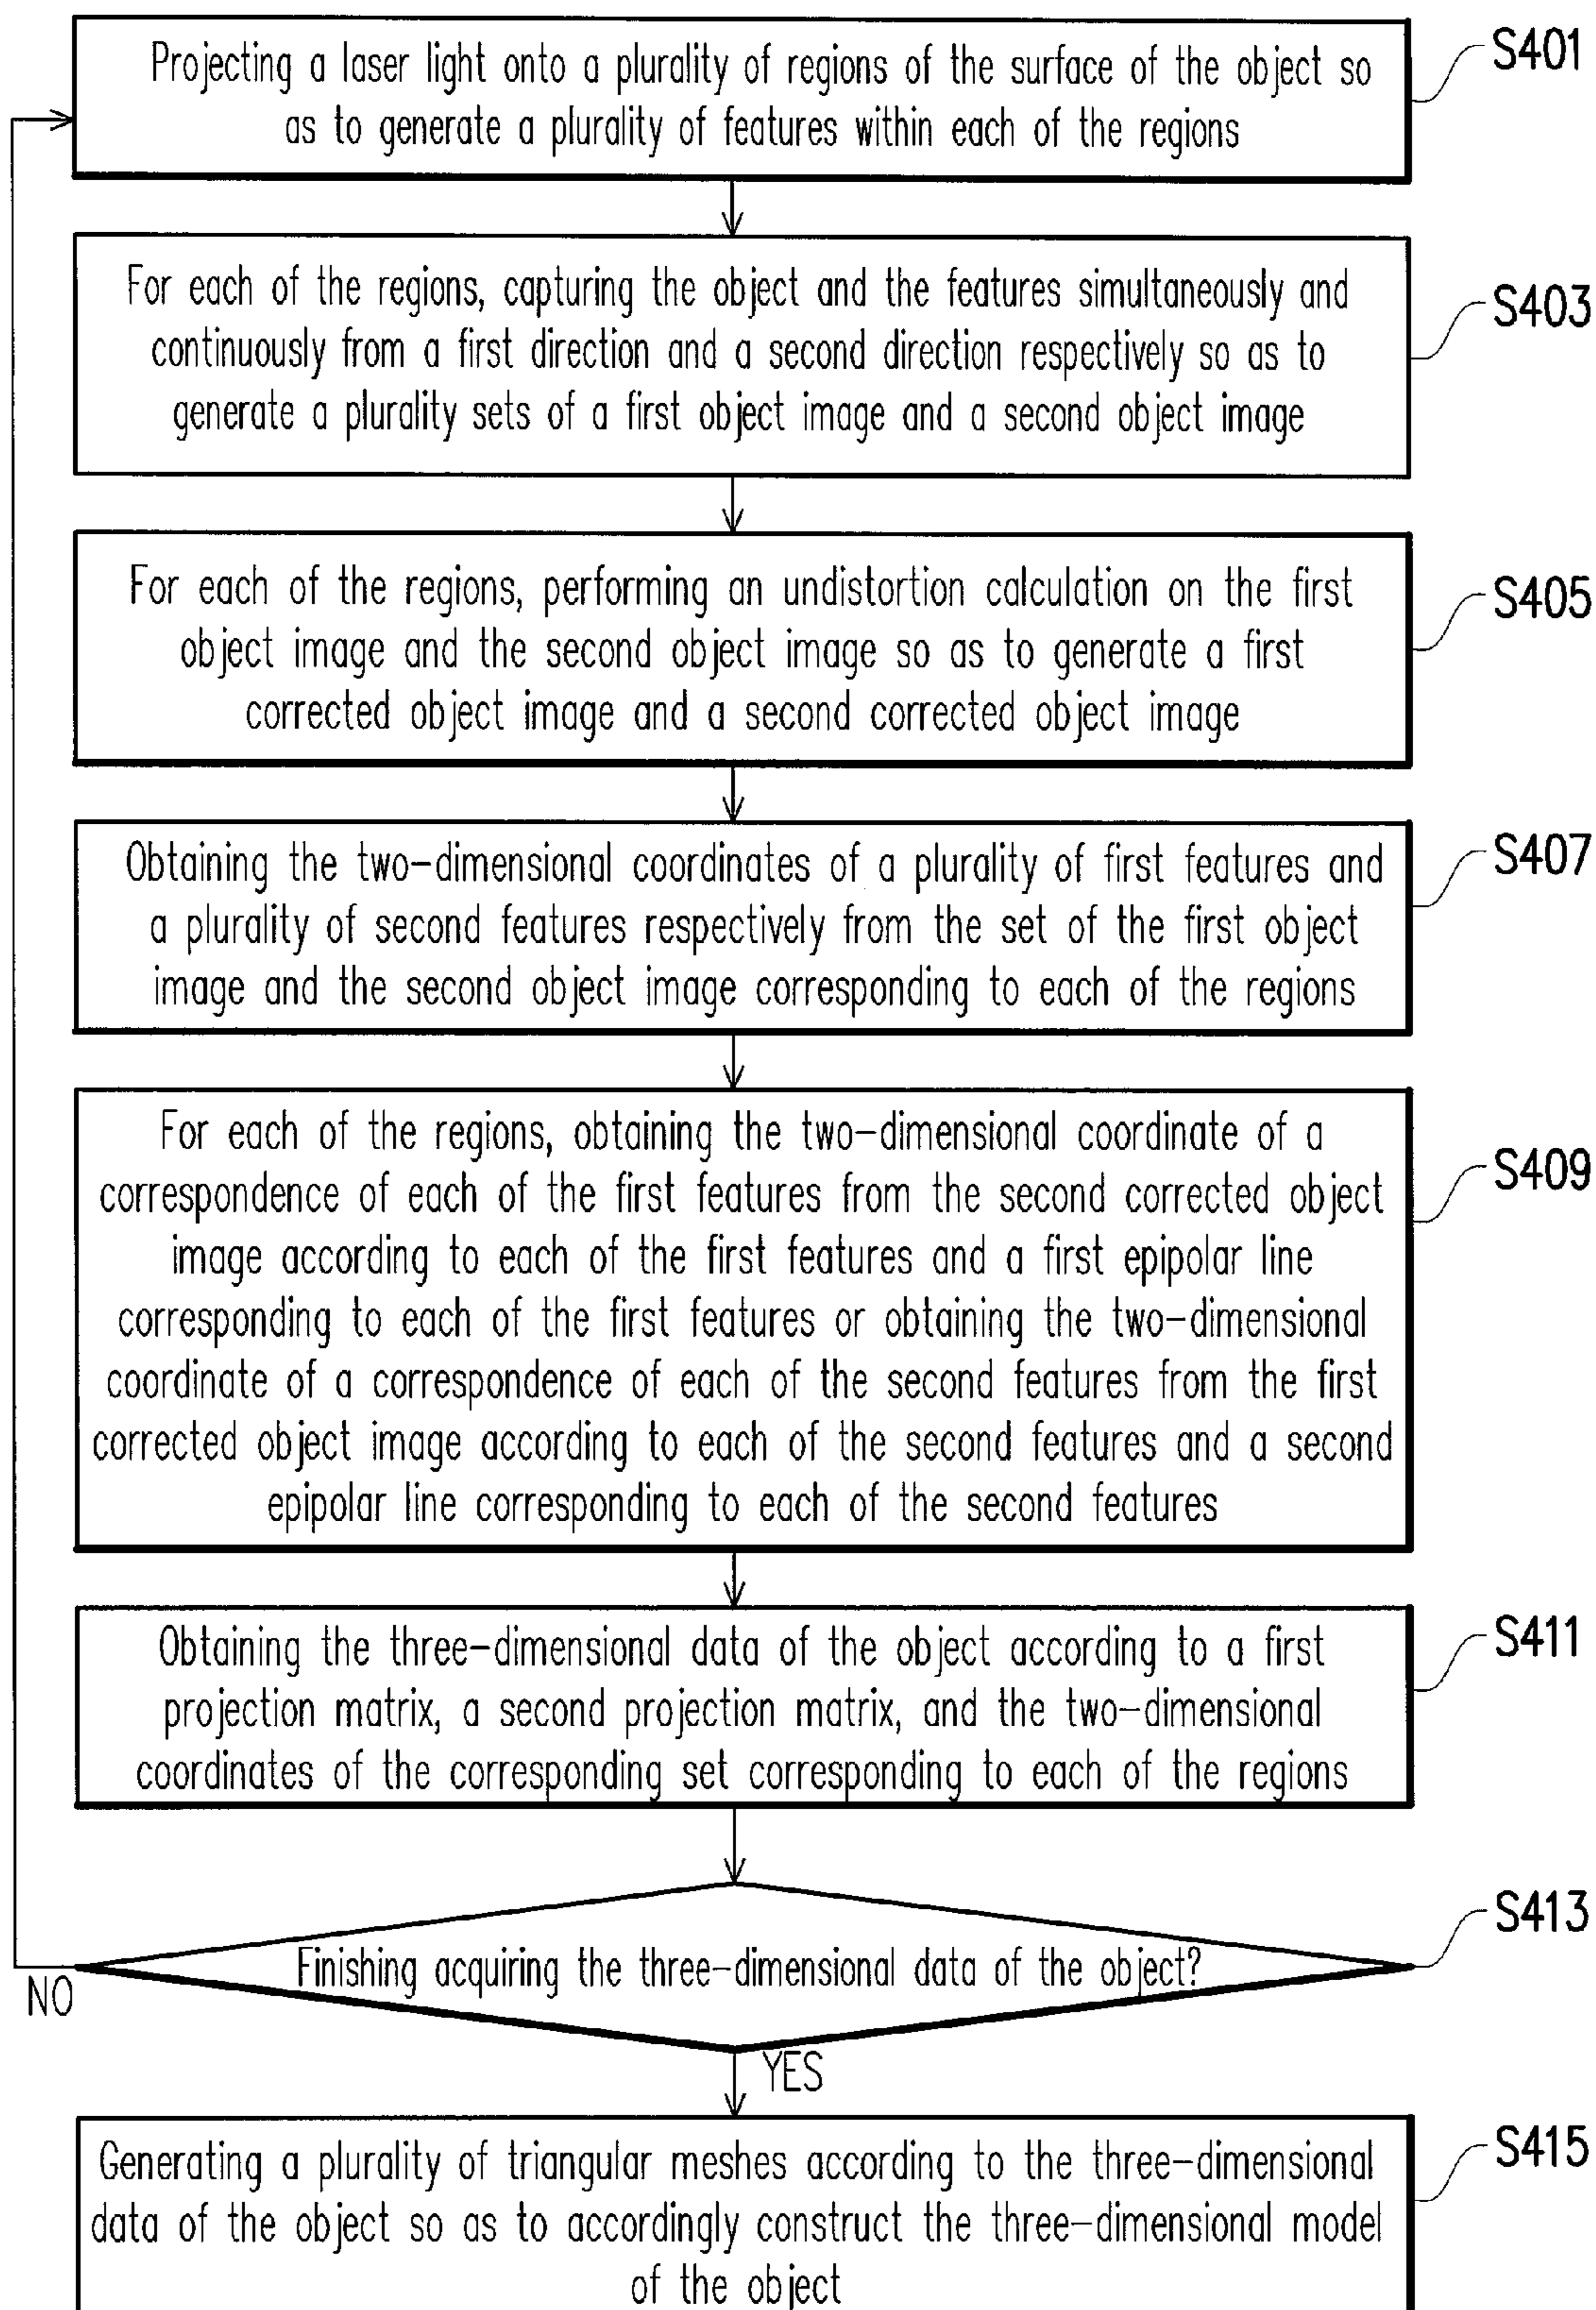 Projecting a laser light onto a plurality of regions of the surface of the object so
as to generate a plurality of features within each of the regions
S401
For each of the regions, capturing the object and the features simultaneously and
continuously from a first direction and a second direction respectively so as to
generate a plurality sets of a first object image and a second object image
S403
For each of the regions, performing an undistortion calculation on the first
object image and the second object image so as to generate a first
corrected object image and a second corrected object image
S405
Obtaining the two-dimensional coordinates of a plurality of first features and
a plurality of second features respectively from the set of the first object
image and the second object image corresponding to each of the regions
S407
For each of the regions, obtaining the two-dimensional coordinate of a
correspondence of each of the first features from the second corrected object
image according to each of the first features and a first epipolar line
corresponding to each of the first features or obtaining the two-dimensional
coordinate of a correspondence of each of the second features from the first
corrected object image according to each of the second features and a second
epipolar line corresponding to each of the second features
S409
Obtaining the three-dimensional data of the object according to a first
projection matrix, a second projection matrix, and the two-dimensional
coordinates of the corresponding set corresponding to each of the regions
S411
Finishing acquiring the three-dimensional data of the object?
S413
NO
YES
Generating a plurality of triangular meshes according to the three-dimensional
data of the object so as to accordingly construct the three-dimensional model
of the object
S415